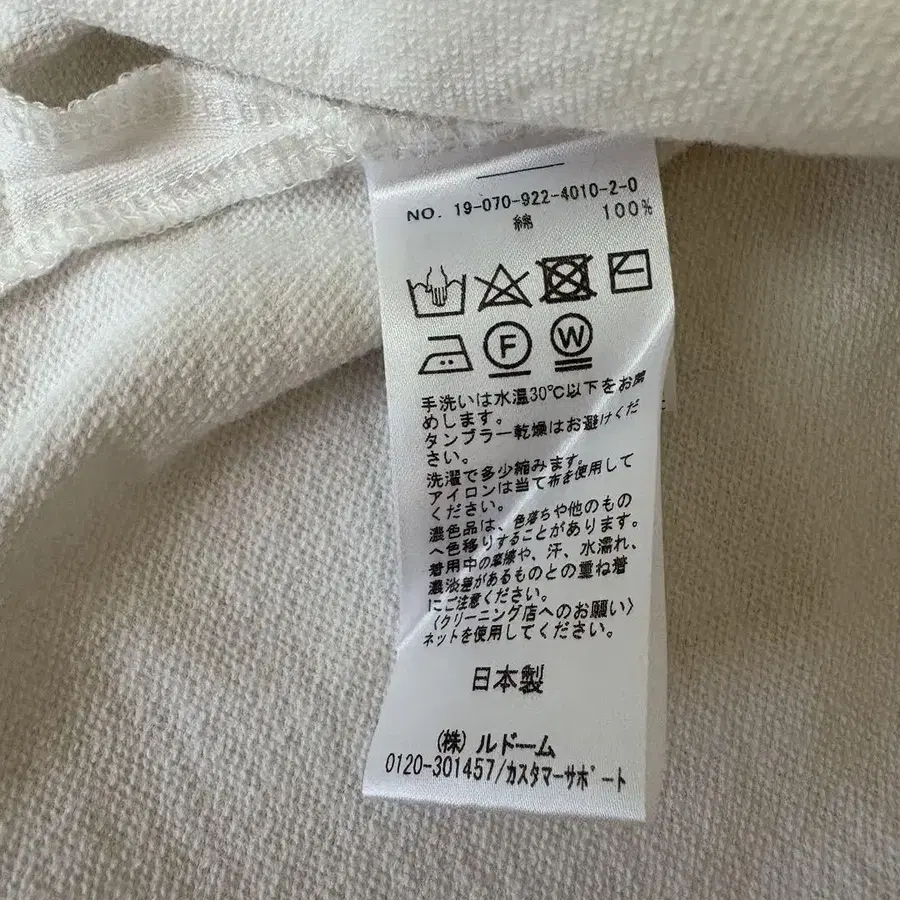 NO. 19-070-922-4010-2-0
綿 100%
F W
手洗いは水温30℃以下をお勧
めします。
タンブラー乾燥はお避けくだ
さい。
洗濯で多少縮みます。
アイロンは当て布を使用して
ください。
濃色品は、色落ちや他のもの
へ色移りすることがあります。
着用中の摩擦や、汗、水濡れ、
濃淡差があるものとの重ね着
にご注意ください。
〈クリーニング店へのお願い〉
ネットを使用してください。
日本製
(株)ルドーム
0120-301457/カスタマーサポート